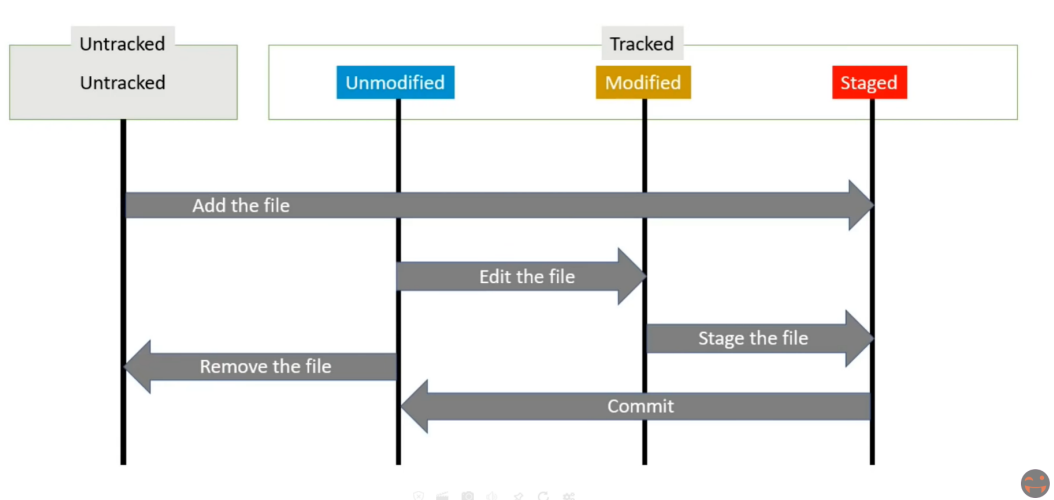 Untracked
Tracked
Untracked
Unmodified
Modified
Staged
Add the file
Edit the file
Stage the file
Remove the file
Commit